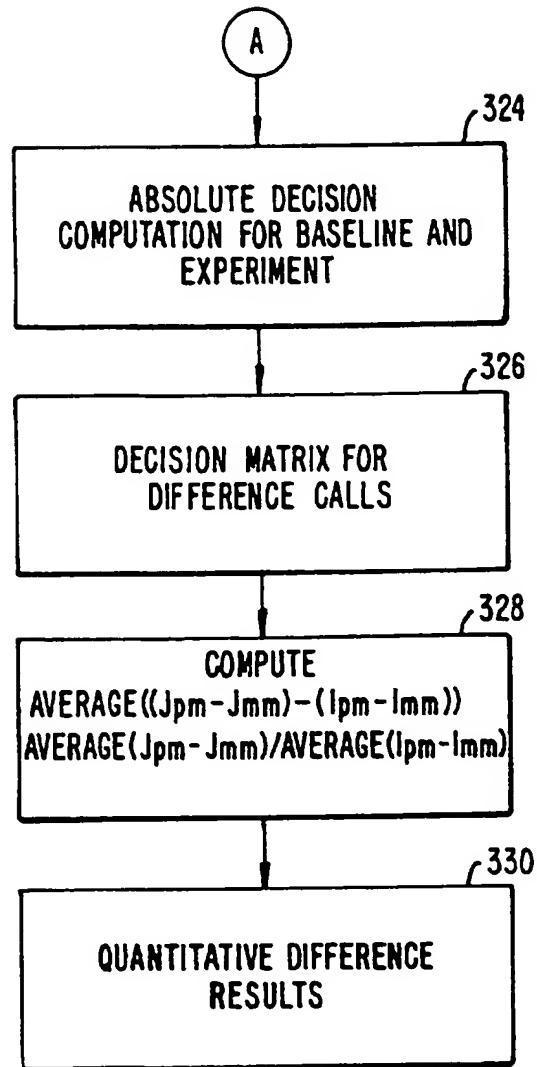 A
324
ABSOLUTE DECISION
COMPUTATION FOR BASELINE AND
EXPERIMENT
326
DECISION MATRIX FOR
DIFFERENCE CALLS
328
COMPUTE
AVERAGE((Jpm-Jmm)-(Ipm-Imm))
AVERAGE(Jpm-Jmm)/AVERAGE(Ipm-Imm)
330
QUANTITATIVE DIFFERENCE
RESULTS